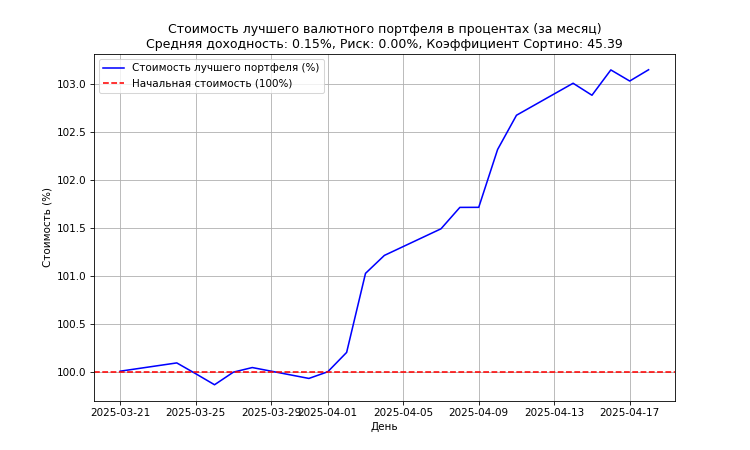 Стоимость лучшего валютного портфеля в процентах (за месяц)
Средняя доходность: 0.15%, Риск: 0.00%, Коэффициент Сортино: 45.39
Стоимость лучшего портфеля (%)
Начальная стоимость (100%)
Стоимость (%)
103.0
102.5
102.0
101.5
101.0
100.5
100.0
2025-03-21 2025-03-25 2025-03-29 2025-04-01 2025-04-05 2025-04-09 2025-04-13 2025-04-17
День